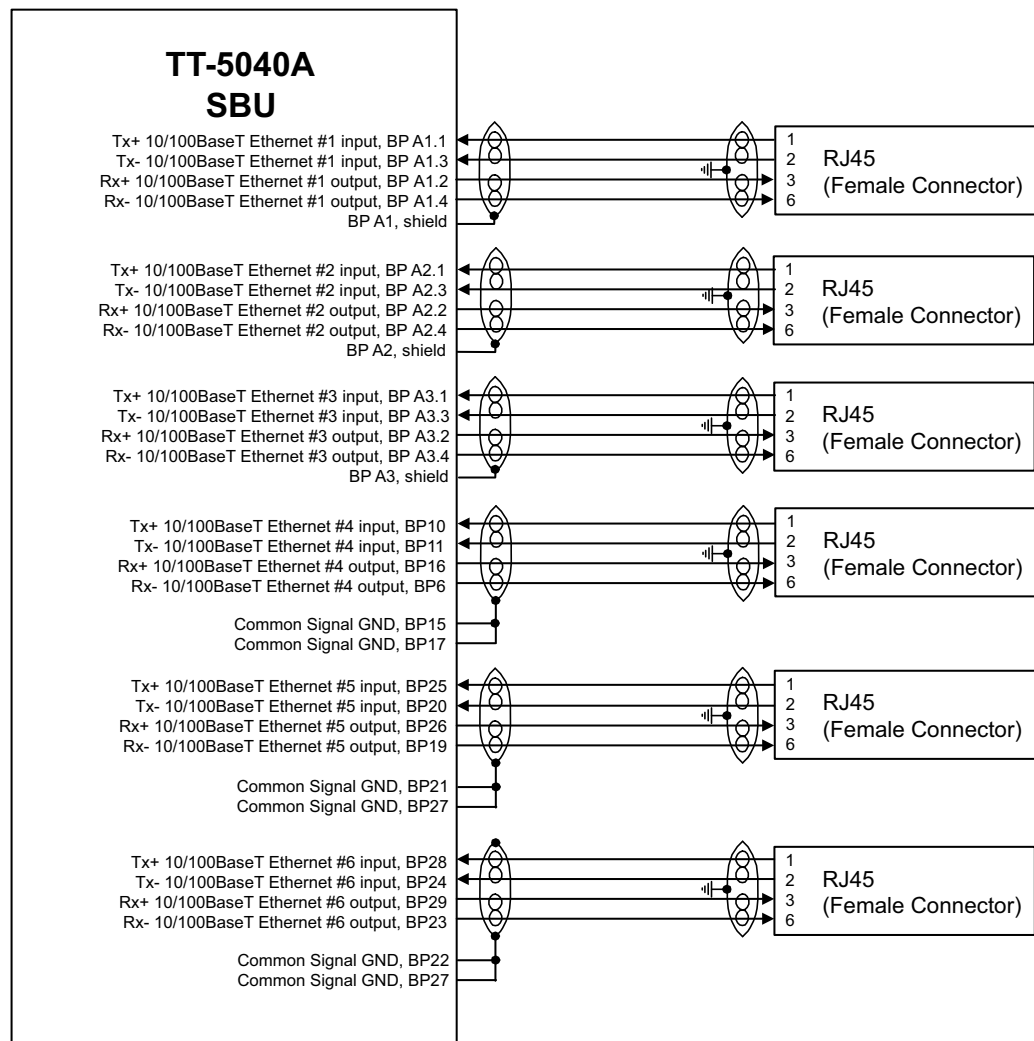 TT-5040A
SBU
Tx+ 10/100BaseT Ethernet #1 input, BP A1.1
Tx- 10/100BaseT Ethernet #1 input, BP A1.3
Rx+ 10/100BaseT Ethernet #1 output, BP A1.2
Rx- 10/100BaseT Ethernet #1 output, BP A1.4
BP A1, shield
1
2
3
6
RJ45
(Female Connector)
Tx+ 10/100BaseT Ethernet #2 input, BP A2.1
Tx- 10/100BaseT Ethernet #2 input, BP A2.3
Rx+ 10/100BaseT Ethernet #2 output, BP A2.2
Rx- 10/100BaseT Ethernet #2 output, BP A2.4
BP A2, shield
1
2
3
6
RJ45
(Female Connector)
Tx+ 10/100BaseT Ethernet #3 input, BP A3.1
Tx- 10/100BaseT Ethernet #3 input, BP A3.3
Rx+ 10/100BaseT Ethernet #3 output, BP A3.2
Rx- 10/100BaseT Ethernet #3 output, BP A3.4
BP A3, shield
1
2
3
6
RJ45
(Female Connector)
Tx+ 10/100BaseT Ethernet #4 input, BP10
Tx- 10/100BaseT Ethernet #4 input, BP11
Rx+ 10/100BaseT Ethernet #4 output, BP16
Rx- 10/100BaseT Ethernet #4 output, BP6
Common Signal GND, BP15
Common Signal GND, BP17
1
2
3
6
RJ45
(Female Connector)
Tx+ 10/100BaseT Ethernet #5 input, BP25
Tx- 10/100BaseT Ethernet #5 input, BP20
Rx+ 10/100BaseT Ethernet #5 output, BP26
Rx- 10/100BaseT Ethernet #5 output, BP19
Common Signal GND, BP21
Common Signal GND, BP27
1
2
3
6
RJ45
(Female Connector)
Tx+ 10/100BaseT Ethernet #6 input, BP28
Tx- 10/100BaseT Ethernet #6 input, BP24
Rx+ 10/100BaseT Ethernet #6 output, BP29
Rx- 10/100BaseT Ethernet #6 output, BP23
Common Signal GND, BP22
Common Signal GND, BP27
1
2
3
6
RJ45
(Female Connector)